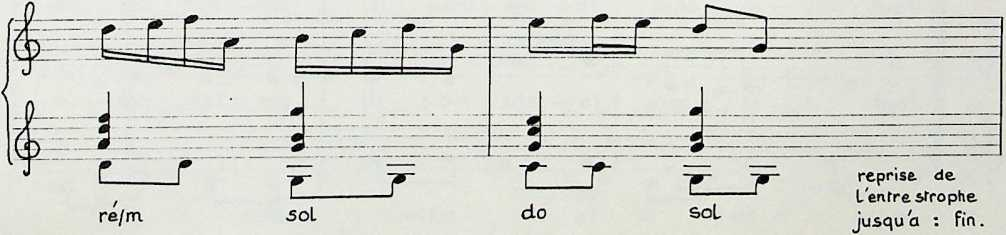 ré/m sol do sol
reprise de
L'entre strophe
jusqu'a : fin.